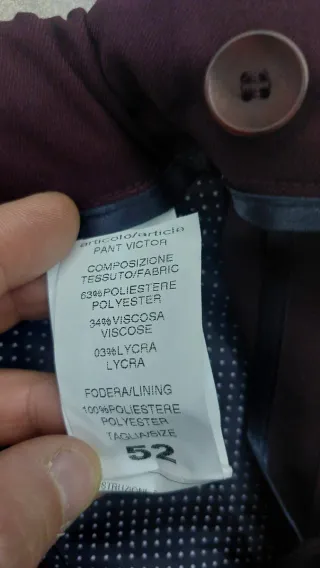 articolo/article
PANT VICTOR
COMPOSIZIONE
TESSUTO/FABRIC
63%POLIESTERE
POLYESTER
34%VISCOSA
VISCOSE
03%LYCRA
LYCRA
FODERA/LINING
100%POLIESTERE
POLYESTER
TAGLIA/SIZE
52